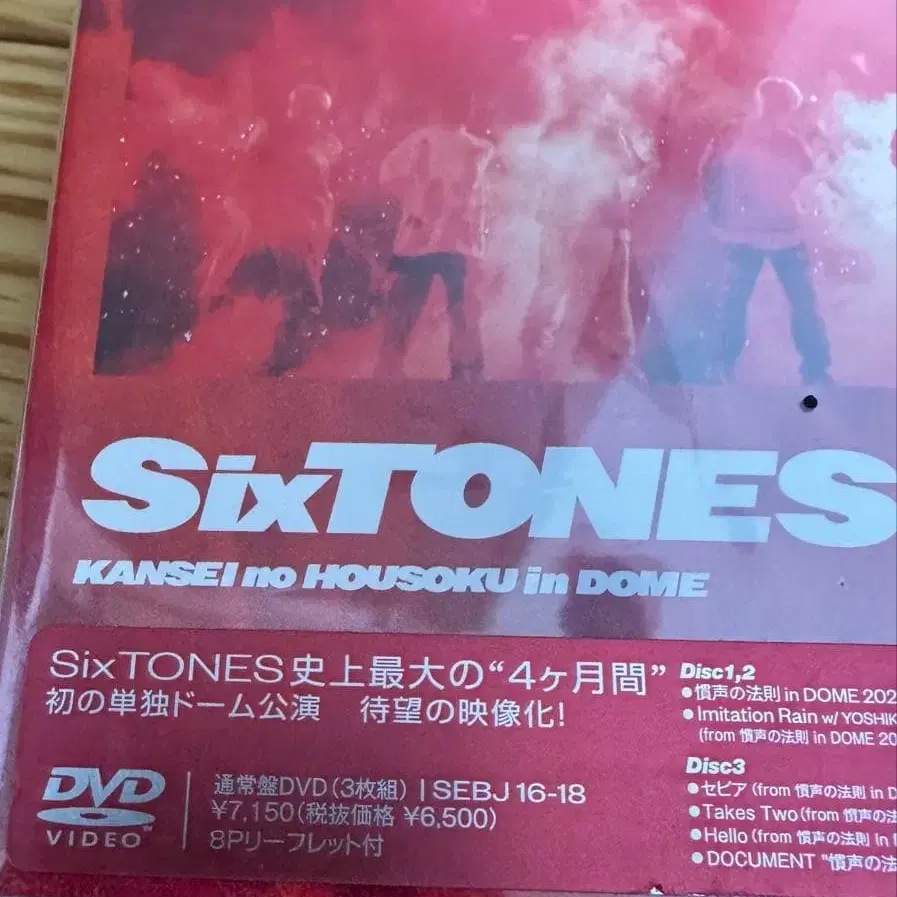 SixTONES
KANSEI no HOUSOKU in DOME
SixTONES史上最大の“4ヶ月間”
初の単独ドーム公演 待望の映像化!
DVD
VIDEO™
通常盤DVD(3枚組) | SEBJ 16-18
¥7,150(税抜価格 ¥6,500)
8Pリーフレット付
Disc1,2
●慣声の法則 in DOME 202
●Imitation Rain w/ YOSHIK
(from 慣声の法則 in DOME 20
Disc3
●セピア (from 慣声の法則 in D
●Takes Two (from 慣声の法
●Hello (from 慣声の法則 in
●DOCUMENT "慣声の法